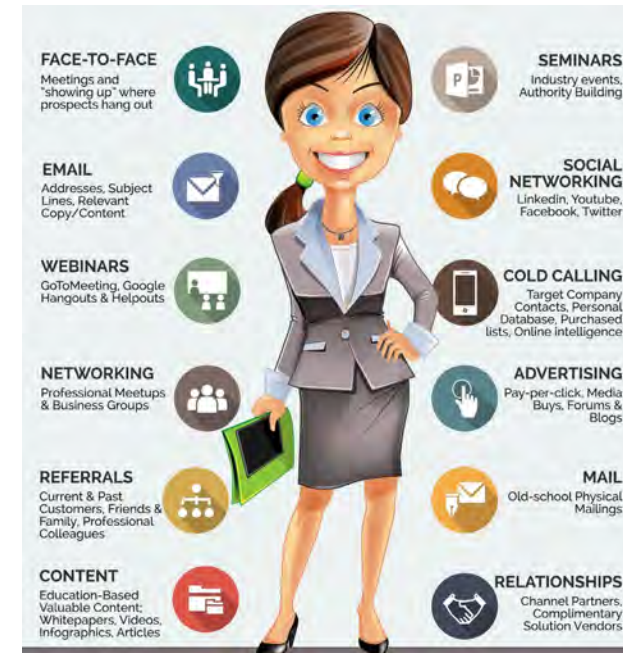 FACE-TO-FACE
Meetings and
"showing up" where
prospects hang out
EMAIL
Addresses, Subject
Lines, Relevant
Copy/Content
WEBINARS
GoToMeeting, Google
Hangouts & Helpouts
NETWORKING
Professional Meetups
& Business Groups
REFERRALS
Current & Past
Customers, Friends &
Family, Professional
Colleagues
CONTENT
Education-Based
Valuable Content;
Whitepapers, Videos,
Infographics, Articles
SEMINARS
Industry events,
Authority Building
P
SOCIAL
NETWORKING
Linkedin, Youtube,
Facebook, Twitter
COLD CALLING
Target Company
Contacts, Personal
Database, Purchased
lists, Online intelligence
ADVERTISING
Pay-per-click, Media
Buys, Forums &
Blogs
MAIL
Old-school Physical
Mailings
RELATIONSHIPS
Channel Partners,
Complimentary
Solution Vendors